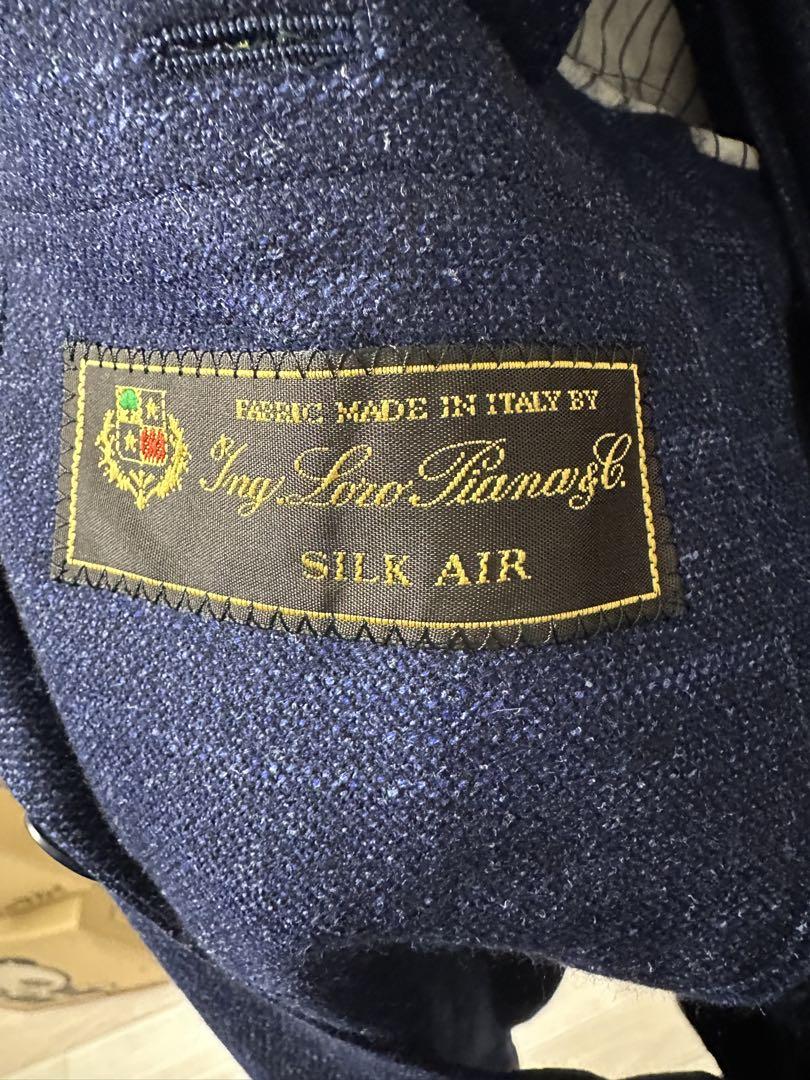 FABRIC MADE IN ITALY BY
Ing. Loro Piana & C.
SILK AIR